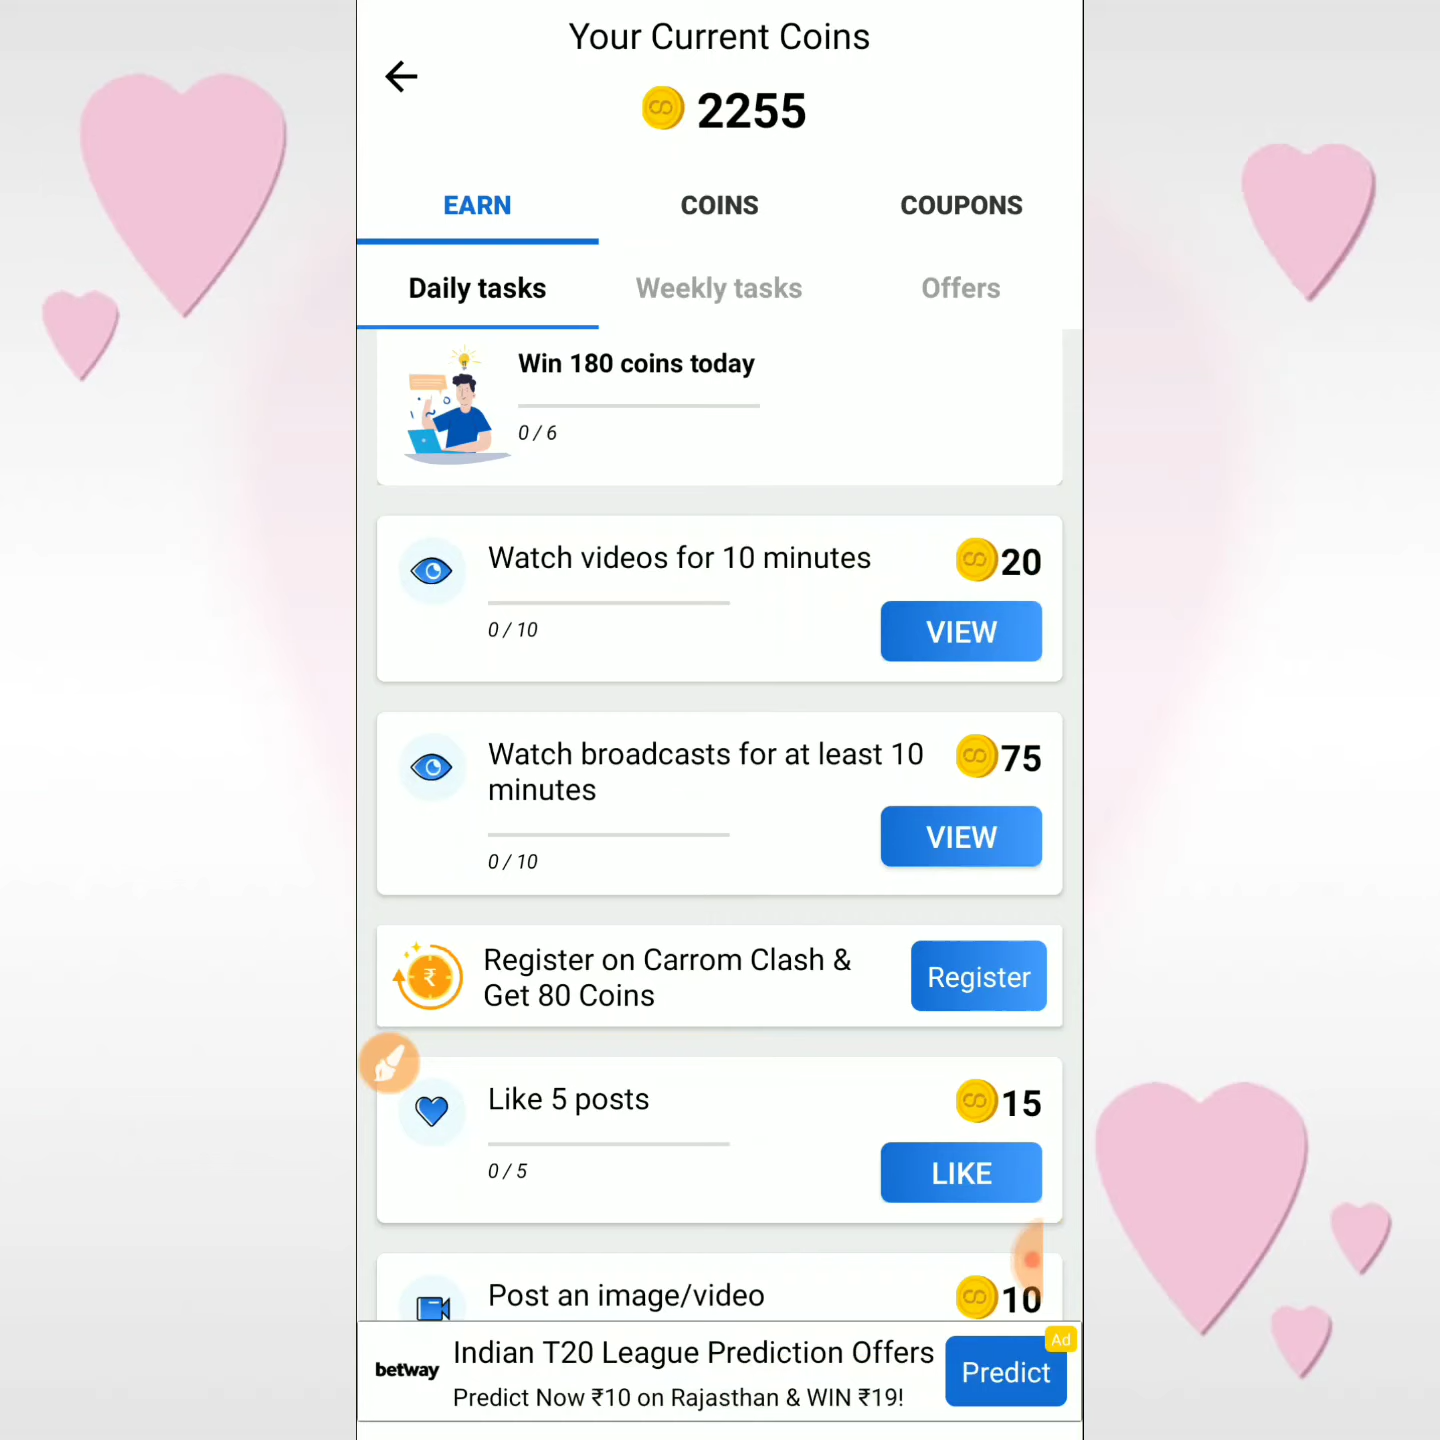 Your Current Coins
2255
EARN
COINS
COUPONS
Daily tasks
Weekly tasks
Offers
Win 180 coins today
0 / 6
Watch videos for 10 minutes
20
0 / 10
VIEW
Watch broadcasts for at least 10
minutes
75
0 / 10
VIEW
Register on Carrom Clash &
Get 80 Coins
Register
Like 5 posts
15
0 / 5
LIKE
Post an image/video
10
betway
Indian T20 League Prediction Offers
Predict Now ₹10 on Rajasthan & WIN ₹19!
Predict
Ad